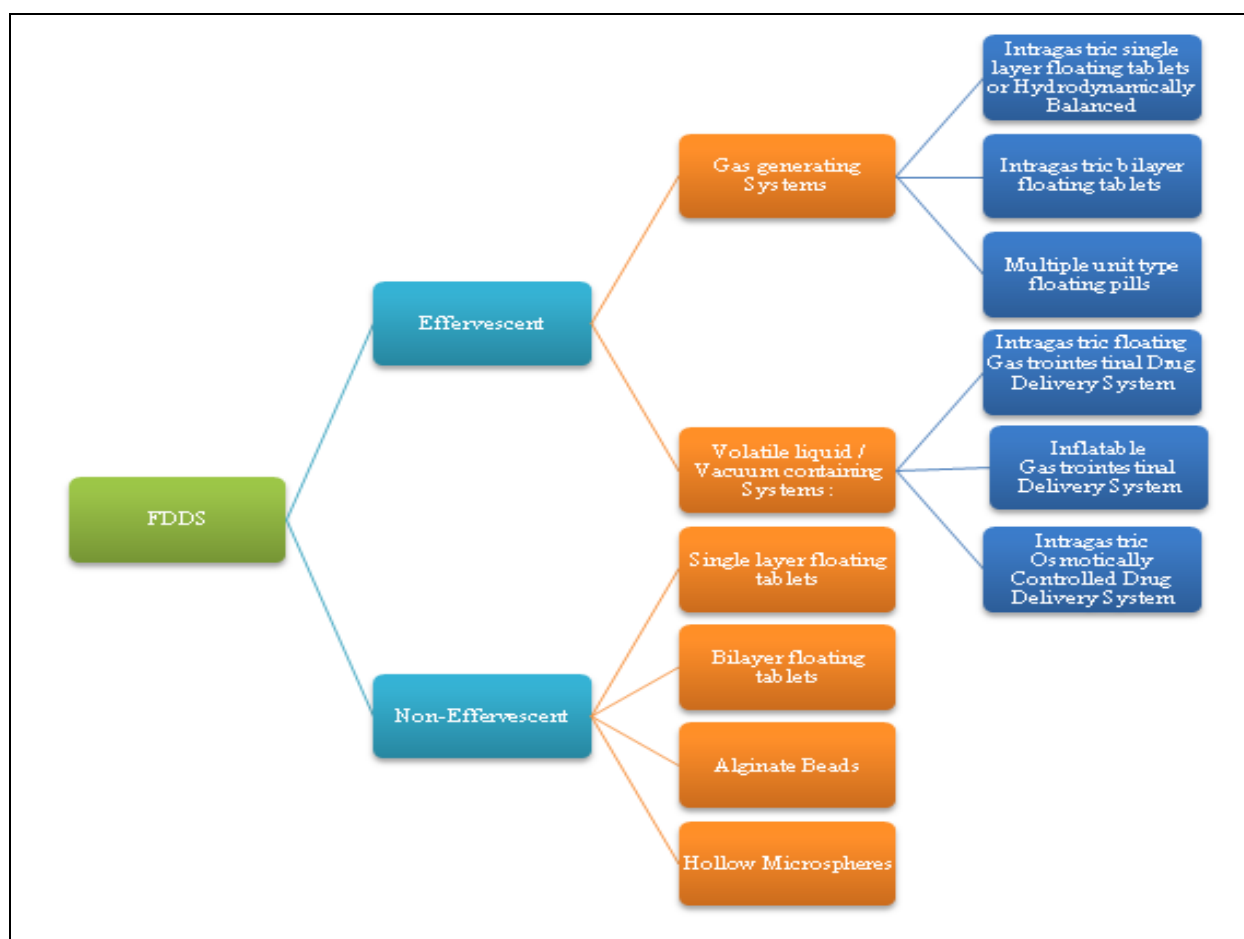 FDDS
Effervescent
Non-Effervescent
Gas generating
Systems
Volatile liquid /
Vacuum containing
Systems :
Single layer floating
tablets
Bilayer floating
tablets
Alginate Beads
Hollow Microspheres
Intragastric single
layer floating tablets
or Hydrodynamically
Balanced
Intragastric bilayer
floating tablets
Multiple unit type
floating pills
Intragastric floating
Gastrointestinal Drug
Delivery System
Inflatable
Gastrointestinal
Delivery System
Intragastric
Osmotically
Controlled Drug
Delivery System